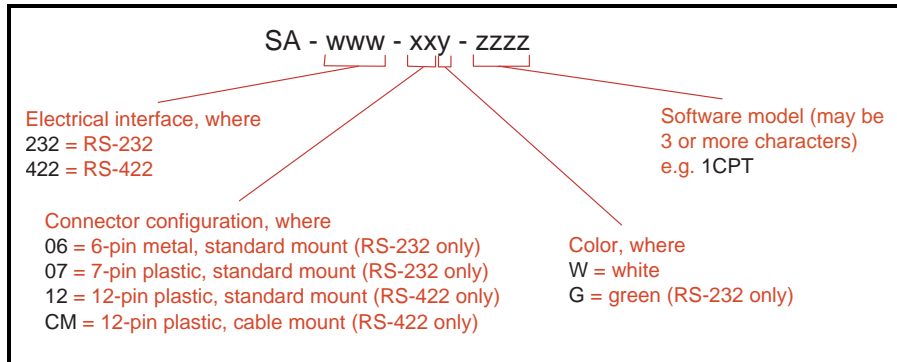 SA - www - xxy - zzzz
Electrical interface, where
232 = RS-232
422 = RS-422
Software model (may be
3 or more characters)
e.g. 1CPT
Connector configuration, where
06 = 6-pin metal, standard mount (RS-232 only)
07 = 7-pin plastic, standard mount (RS-232 only)
12 = 12-pin plastic, standard mount (RS-422 only)
CM = 12-pin plastic, cable mount (RS-422 only)
Color, where
W = white
G = green (RS-232 only)